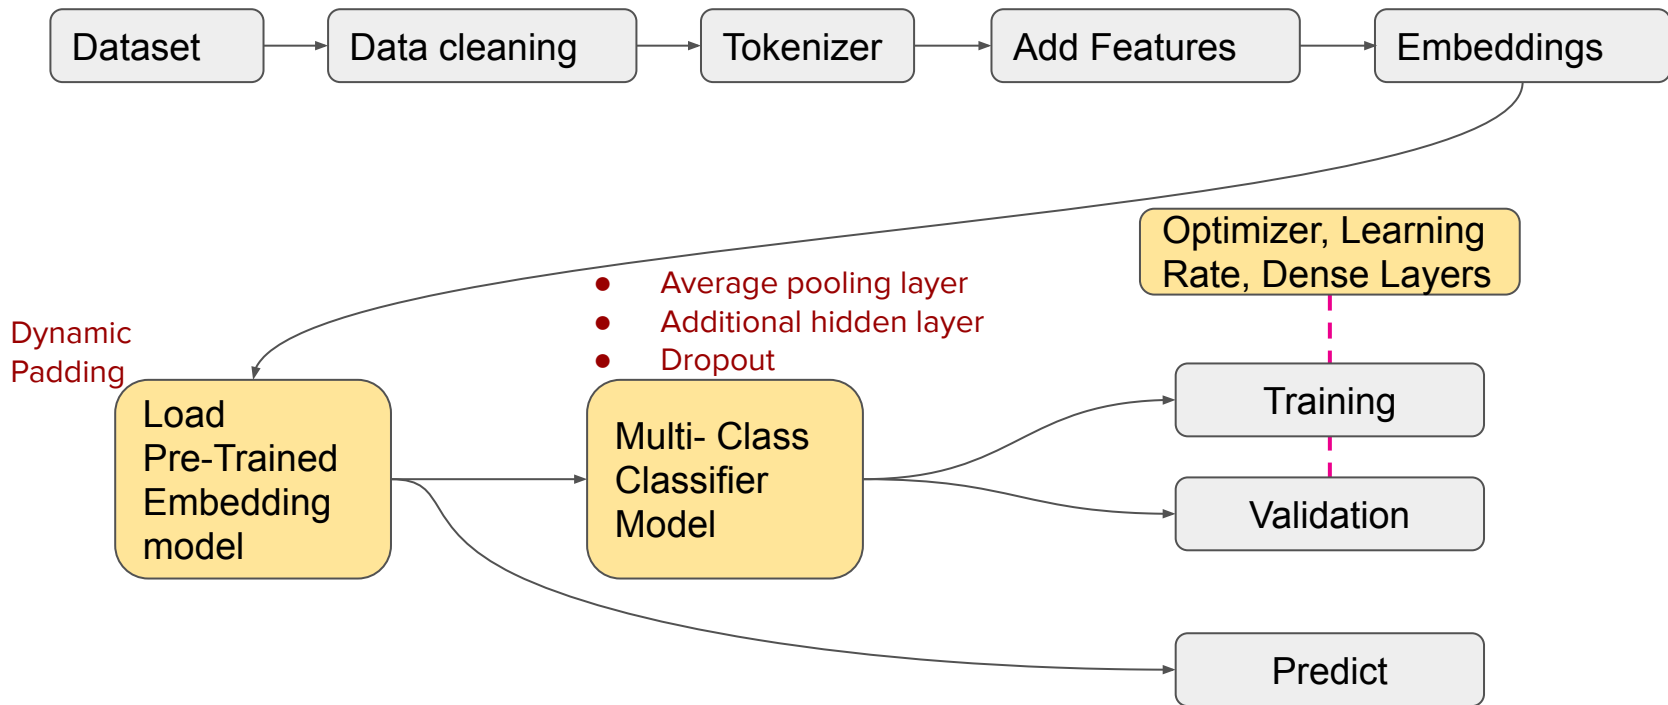 Dataset
Data cleaning
Tokenizer
Add Features
Embeddings
Optimizer, Learning
Rate, Dense Layers
● Average pooling layer
● Additional hidden layer
● Dropout
Dynamic
Padding
Load
Pre-Trained
Embedding
model
Multi- Class
Classifier
Model
Training
Validation
Predict